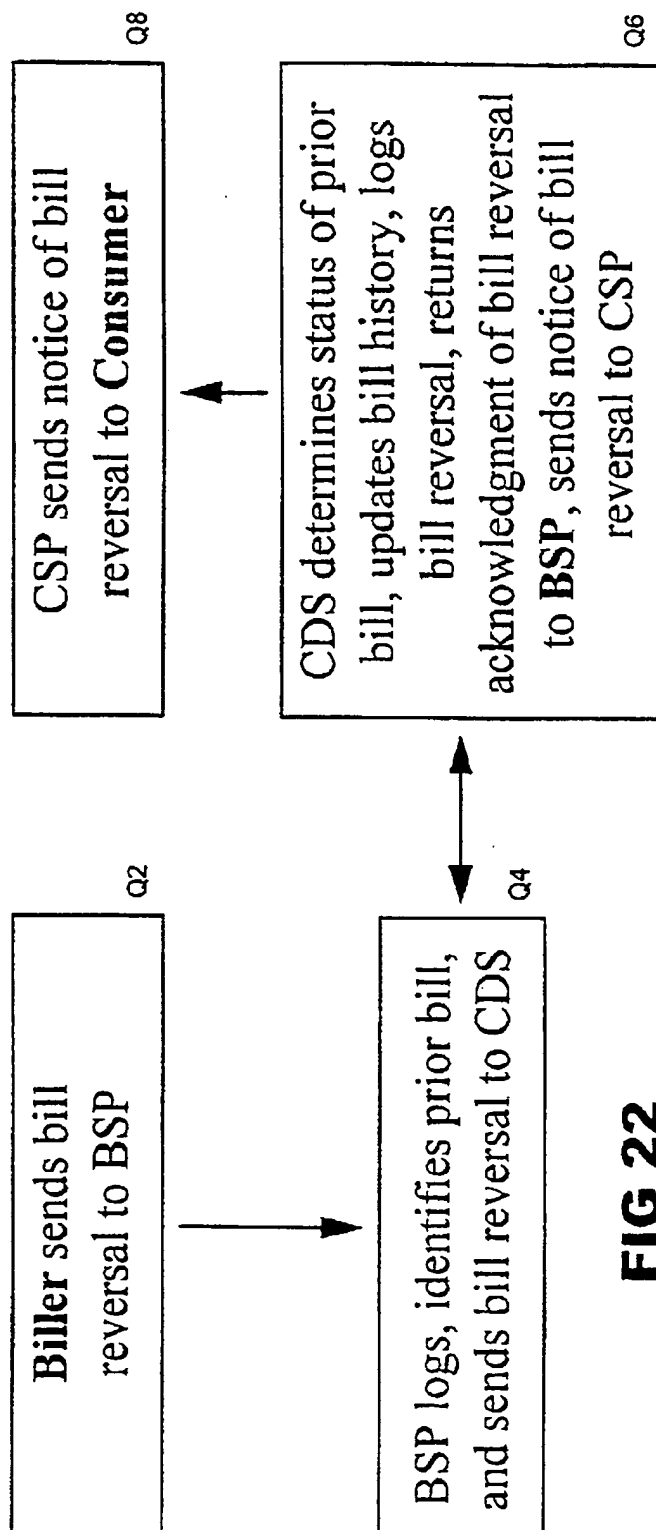 Biller sends bill
reversal to BSP
Q2
BSP logs, identifies prior bill,
and sends bill reversal to CDS
Q4
CDS determines status of prior
bill, updates bill history, logs
bill reversal, returns
acknowledgment of bill reversal
to BSP, sends notice of bill
reversal to CSP
Q6
CSP sends notice of bill
reversal to Consumer
Q8
FIG 22